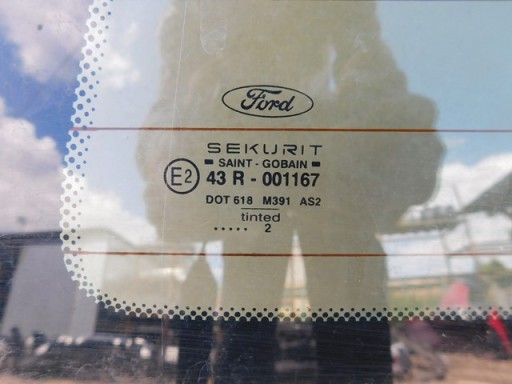 Ford
SEKURIT
SAINT-GOBAIN
E2 43 R - 001167
DOT 618 M391 AS2
tinted
..... 2